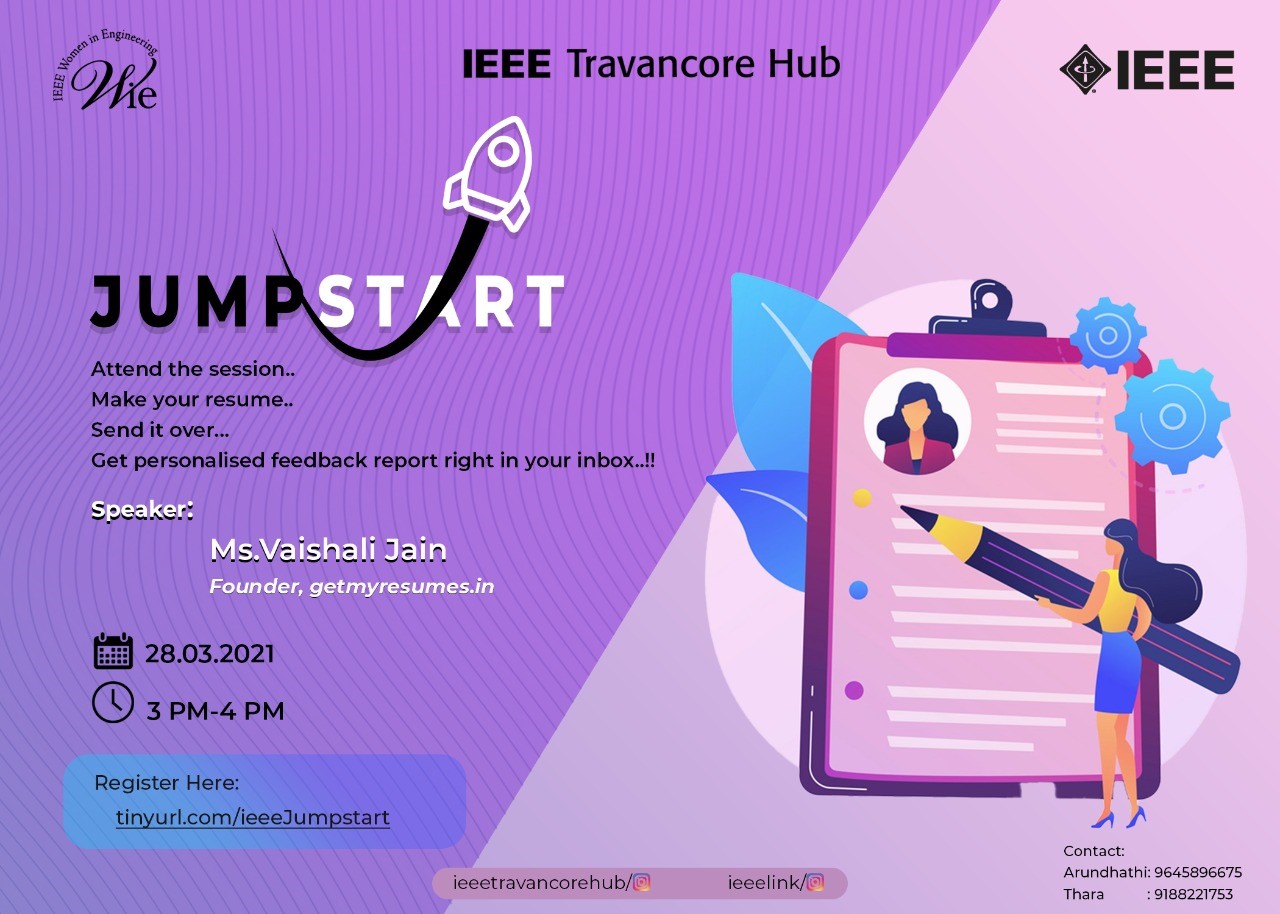 IEEE Women in Engineering
Wie
IEEE Travancore Hub
IEEE
JUMPSTART
Attend the session..
Make your resume..
Send it over...
Get personalised feedback report right in your inbox..!!
Speaker:
Ms.Vaishali Jain
Founder, getmyresumes.in
28.03.2021
3 PM-4 PM
Register Here:
tinyurl.com/ieeeJumpstart
ieeetravancorehub/
ieeelink/
Contact:
Arundhathi: 9645896675
Thara : 9188221753